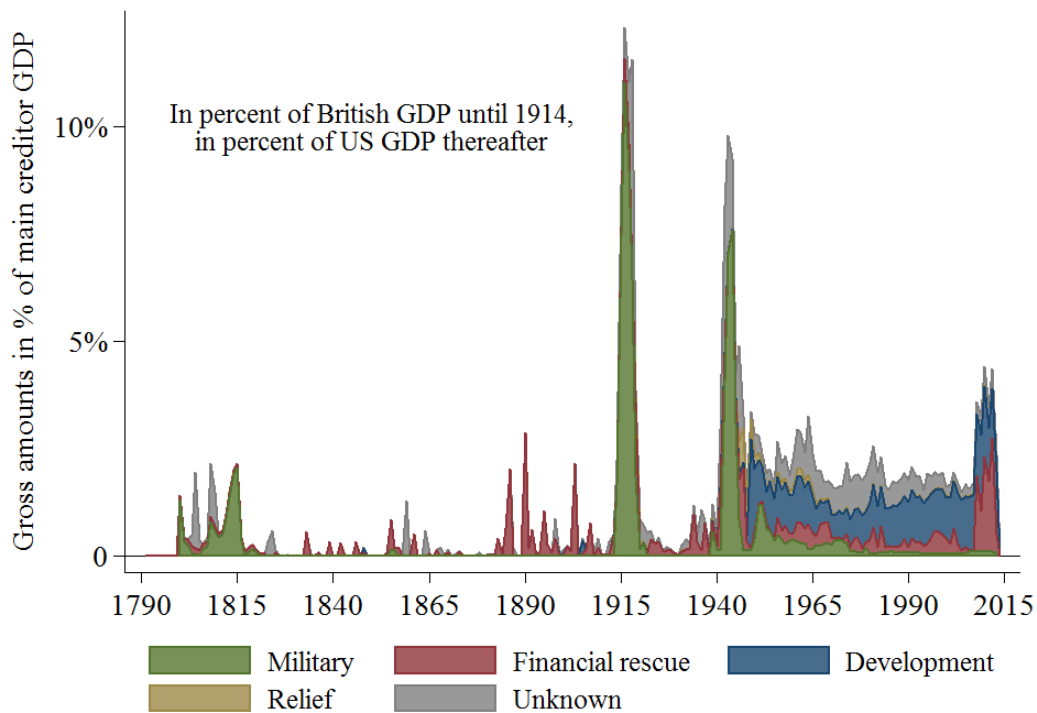 Gross amounts in % of main creditor GDP
In percent of British GDP until 1914,
in percent of US GDP thereafter
10%
5%
0
1790 1815 1840 1865 1890 1915 1940 1965 1990 2015
Military Financial rescue Development
Relief Unknown